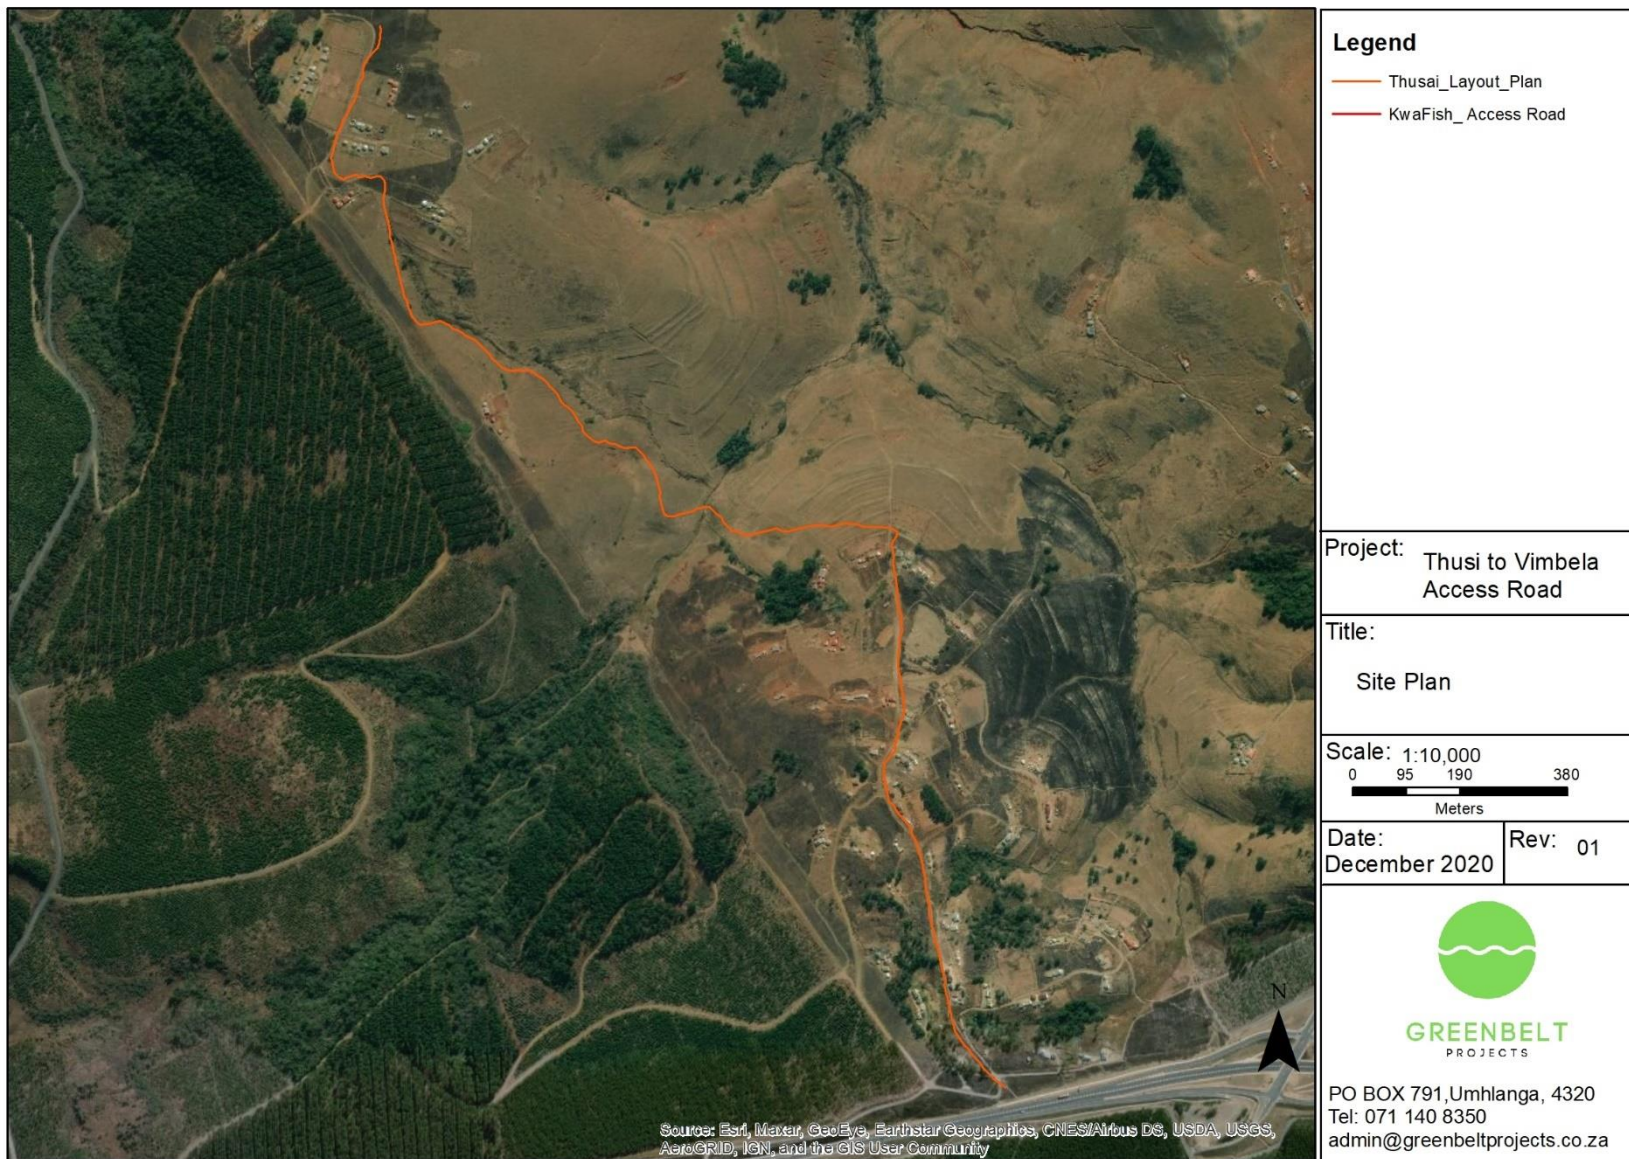 Legend
Thusai_Layout_Plan
KwaFish_ Access Road
Project: Thusi to Vimbela
Access Road
Title:
Site Plan
Scale: 1:10,000
0 95 190 380
Meters
Date:
December 2020
Rev: 01
GREENBELT
PROJECTS
PO BOX 791,Umhlanga, 4320
Tel: 071 140 8350
admin@greenbeltprojects.co.za
N
Source: Esri, Maxar, GeoEye, Earthstar Geographics, CNES/Airbus DS, USDA, USGS,
AeroGRID, IGN, and the GIS User Community